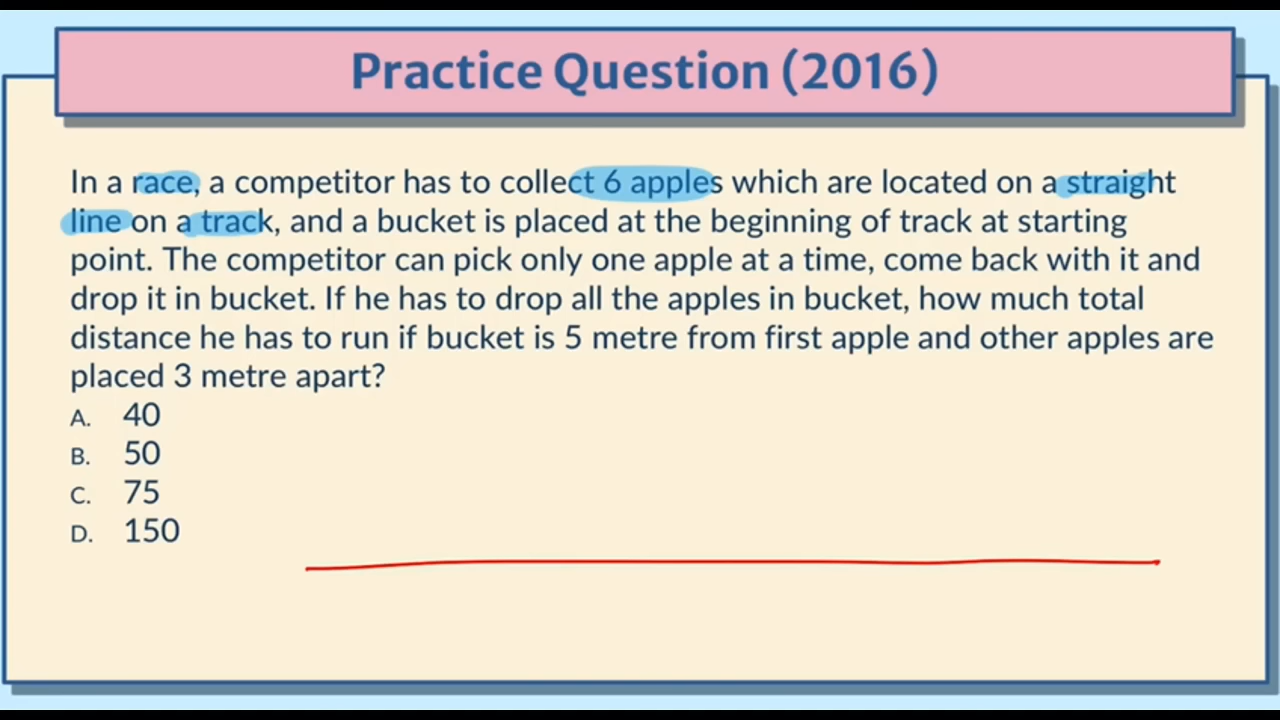 Practice Question (2016)
In a race, a competitor has to collect 6 apples which are located on a straight
line on a track, and a bucket is placed at the beginning of track at starting
point. The competitor can pick only one apple at a time, come back with it and
drop it in bucket. If he has to drop all the apples in bucket, how much total
distance he has to run if bucket is 5 metre from first apple and other apples are
placed 3 metre apart?
A. 40
B. 50
C. 75
D. 150